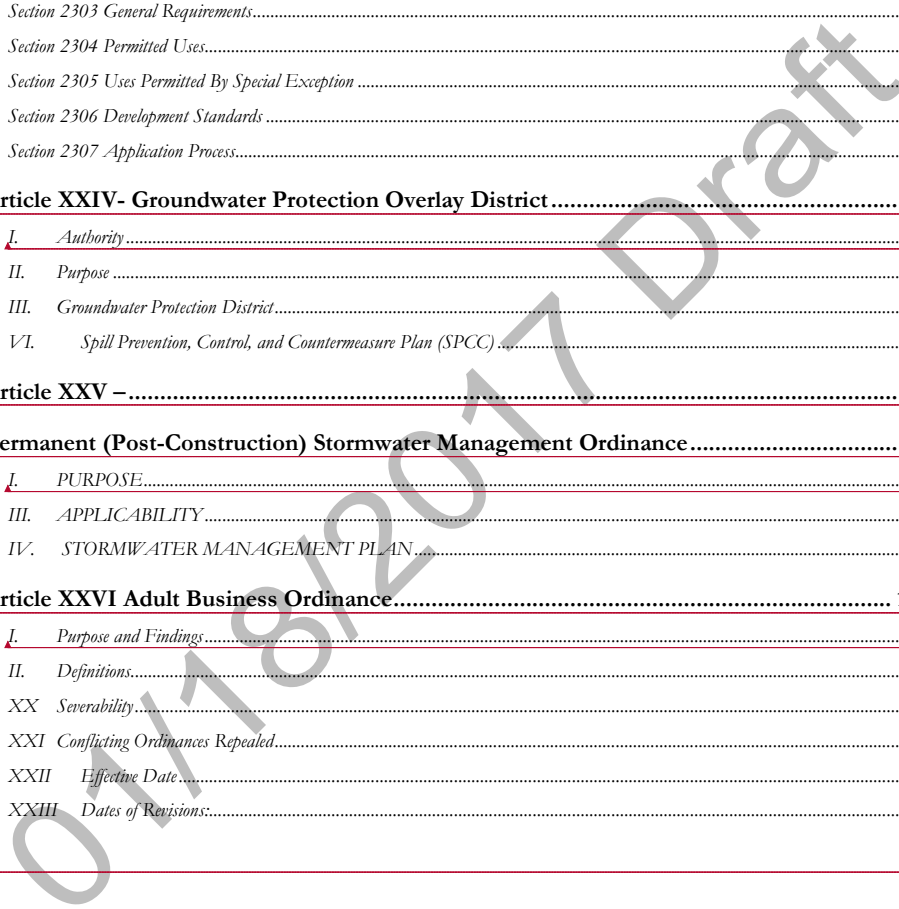 Section 2303 General Requirements
Section 2304 Permitted Uses
Section 2305 Uses Permitted By Special Exception
Section 2306 Development Standards
Section 2307 Application Process
rticle XXIV- Groundwater Protection Overlay District
I. Authority
II. Purpose
III. Groundwater Protection District
VI. Spill Prevention, Control, and Countermeasure Plan (SPCC)
rticle XXV –
ermanent (Post-Construction) Stormwater Management Ordinance
I. PURPOSE
III. APPLICABILITY
IV. STORMWATER MANAGEMENT PLAN
rticle XXVI Adult Business Ordinance
I. Purpose and Findings
II. Definitions
XX Severability
XXI Conflicting Ordinances Repealed
XXII Effective Date
XXIII Dates of Revisions:
01/18/2017 Draft